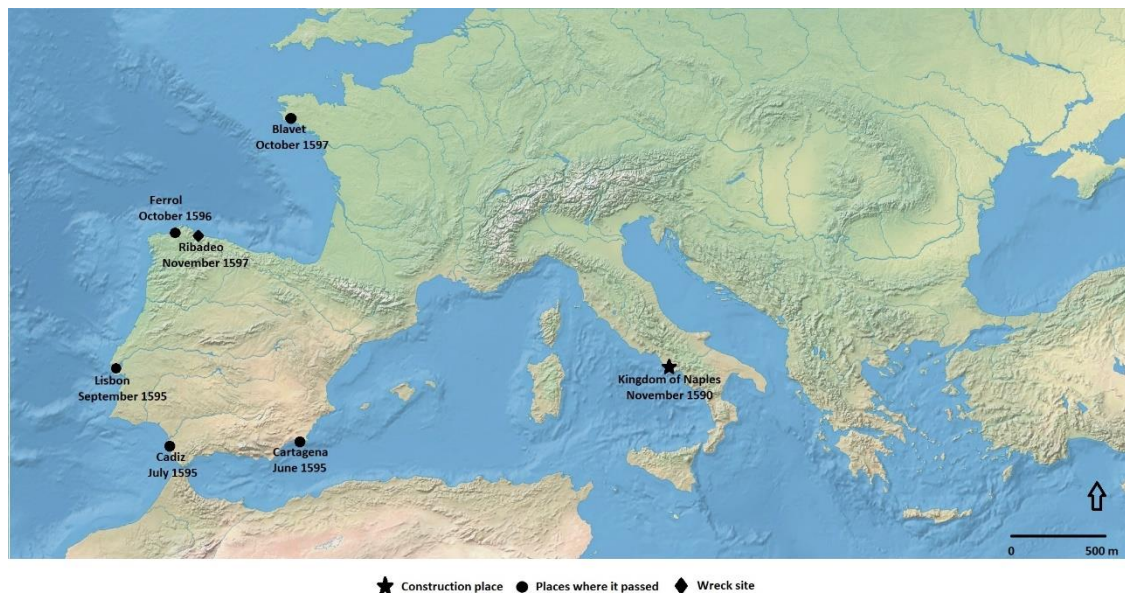 Blavet
October 1597
Ferrol
October 1596
Ribadeo
November 1597
Lisbon
September 1595
Kingdom of Naples
November 1590
Cadiz
July 1595
Cartagena
June 1595
0 500 m
Construction place Places where it passed Wreck site